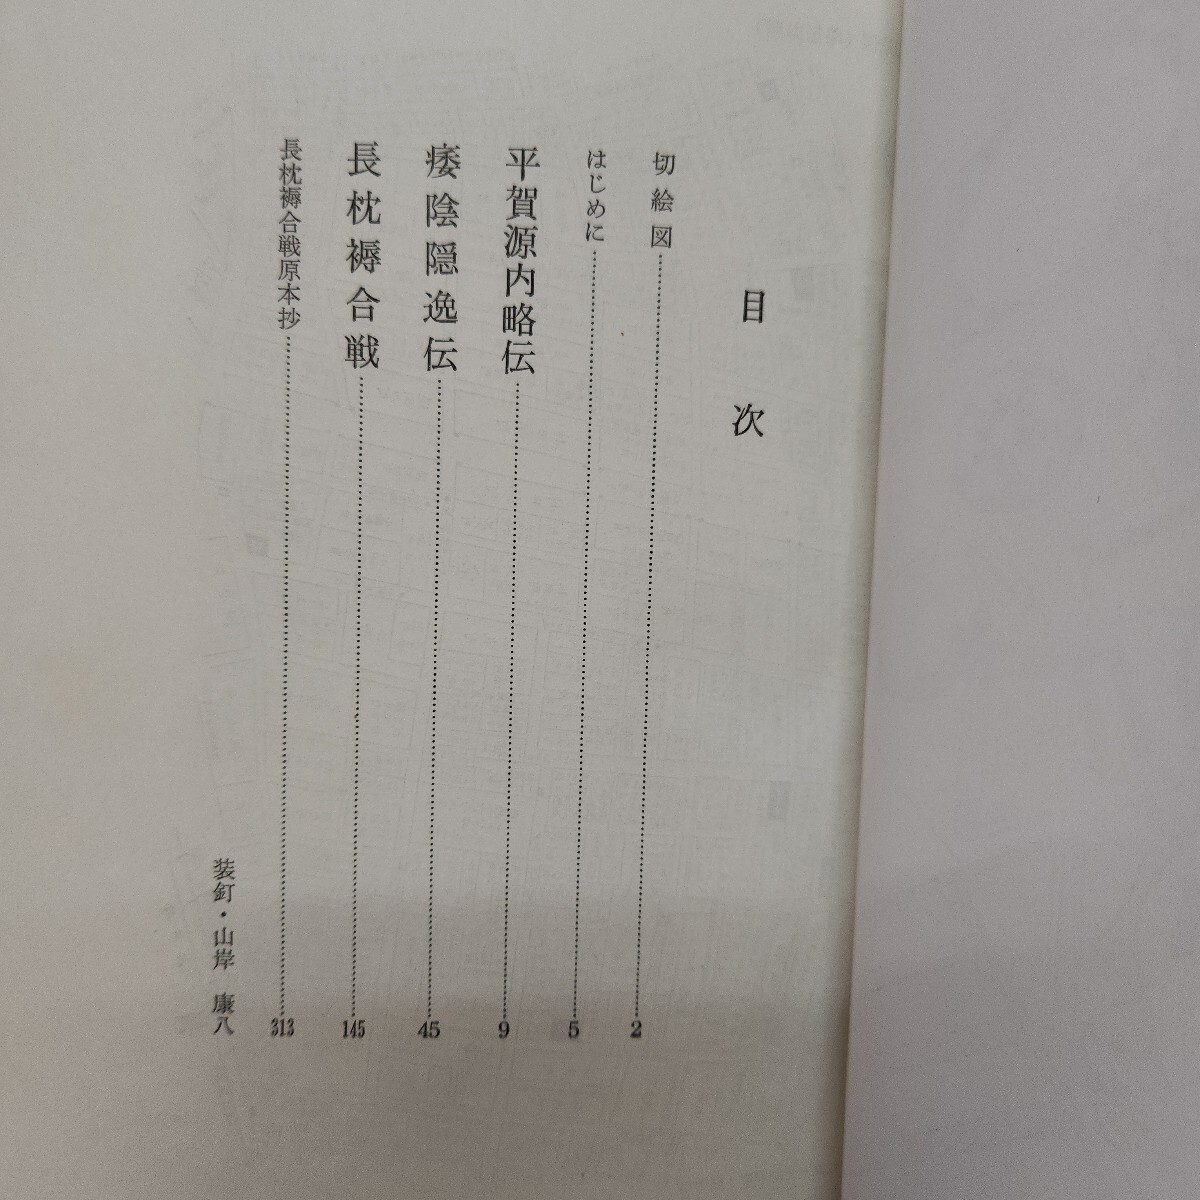 目次
切絵図 2
はじめに 5
平賀源内略伝 9
痿陰隠逸伝 45
長枕褥合戦 145
長枕褥合戦原本抄 313
装釘・山岸 康八